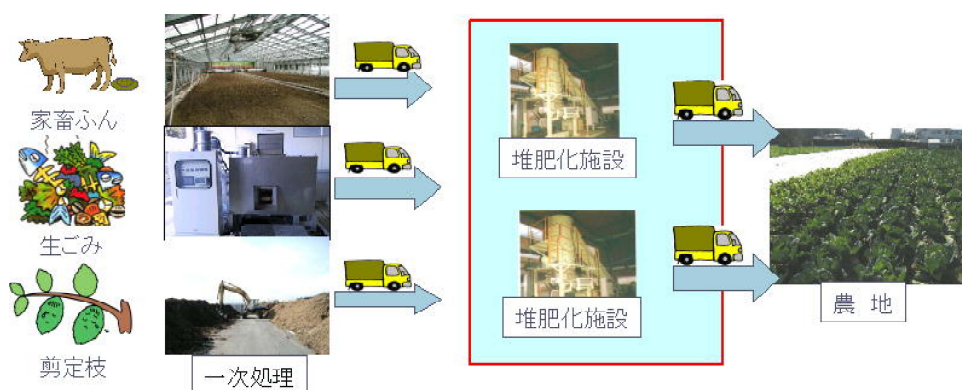 家畜ふん
生ごみ
剪定枝
一次処理
堆肥化施設
堆肥化施設
農 地